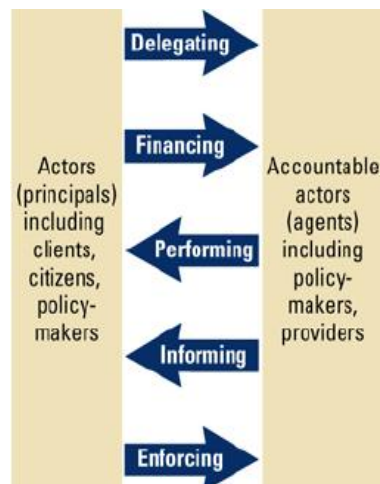 Delegating
Financing
Actors
(principals)
including
clients,
citizens,
policy-
makers
Performing
Informing
Enforcing
Accountable
actors
(agents)
including
policy-
makers,
providers